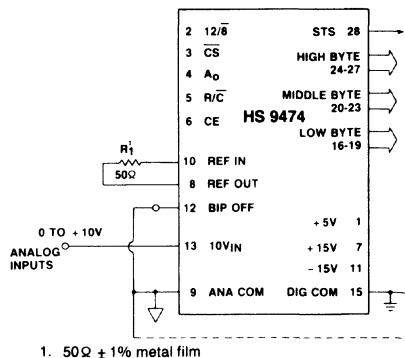 2 12/8̅ STS 28
3 C̅S̅ HIGH BYTE
24-27
4 A₀
MIDDLE BYTE
5 R/C̅ 20-23
6 CE HS 9474
LOW BYTE
16-19
R₁¹
50Ω
10 REF IN
8 REF OUT
12 BIP OFF
+5V 1
0 TO +10V
ANALOG
INPUTS
13 10V_IN +15V 7
-15V 11
9 ANA COM DIG COM 15
1. 50Ω ± 1% metal film